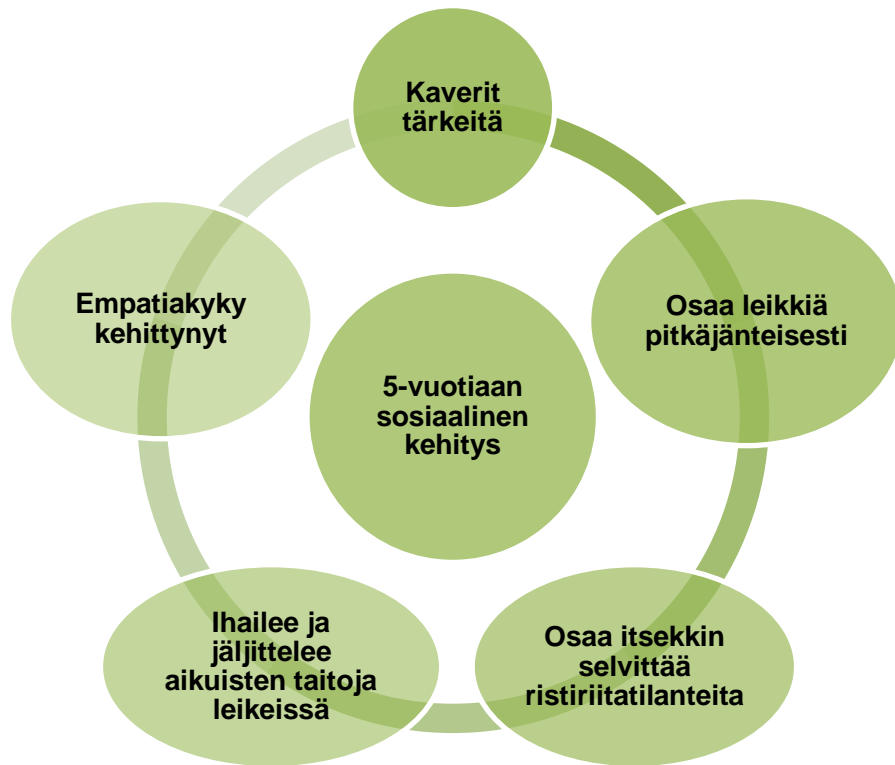 Kaverit
tärkeitä
Osaa leikkiä
pitkäjänteisesti
Osaa itsekkin
selvittää
ristiriitatilanteita
Ihailee ja
jäljittelee
aikuisten taitoja
leikeissä
Empatiakyky
kehittynyt
5-vuotiaan
sosiaalinen
kehitys